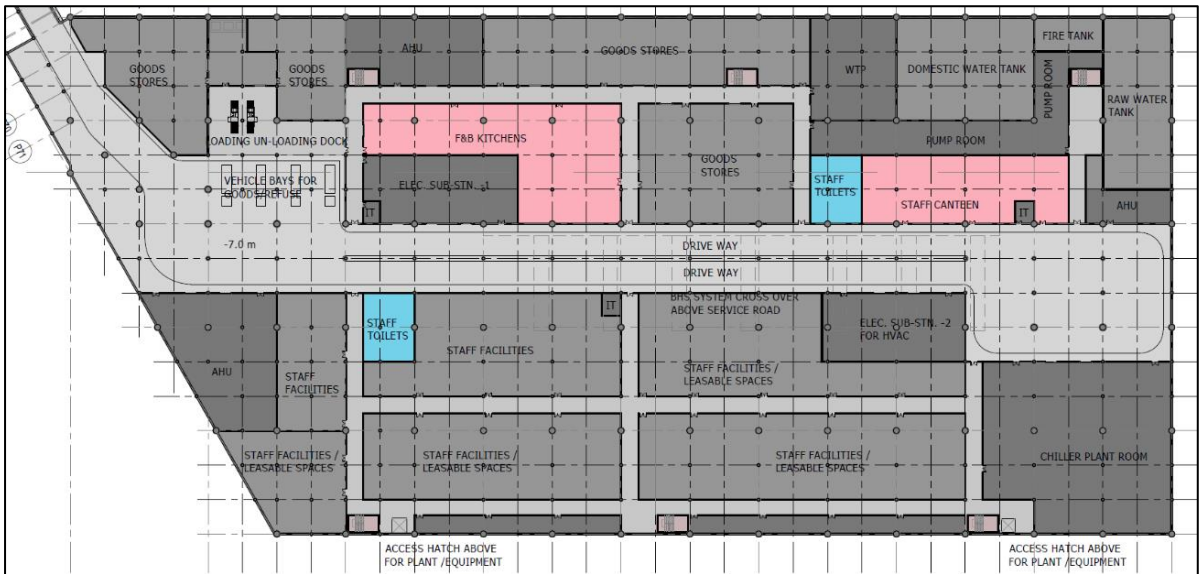 FIRE TANK
AHU
GOODS STORES
GOODS
STORES
GOODS
STORES
WTP
DOMESTIC WATER TANK
PUMP ROOM
RAW WATER
TANK
LOADING UN-LOADING DOCK
F&B KITCHENS
PUMP ROOM
P71
GOODS
STORES
VEHICLE BAYS FOR
GOODS/REFUSE
ELEC. SUB-STN. -1
STAFF
TOILETS
STAFF CANTEEN
IT
IT
AHU
-7.0 m
DRIVE WAY
DRIVE WAY
BHS SYSTEM CROSS OVER
ABOVE SERVICE ROAD
IT
STAFF
TOILETS
ELEC. SUB-STN. -2
FOR HVAC
STAFF FACILITIES
AHU
STAFF
FACILITIES
STAFF FACILITIES /
LEASABLE SPACES
STAFF FACILITIES /
LEASABLE SPACES
STAFF FACILITIES /
LEASABLE SPACES
STAFF FACILITIES /
LEASABLE SPACES
CHILLER PLANT ROOM
ACCESS HATCH ABOVE
FOR PLANT /EQUIPMENT
ACCESS HATCH ABOVE
FOR PLANT /EQUIPMENT